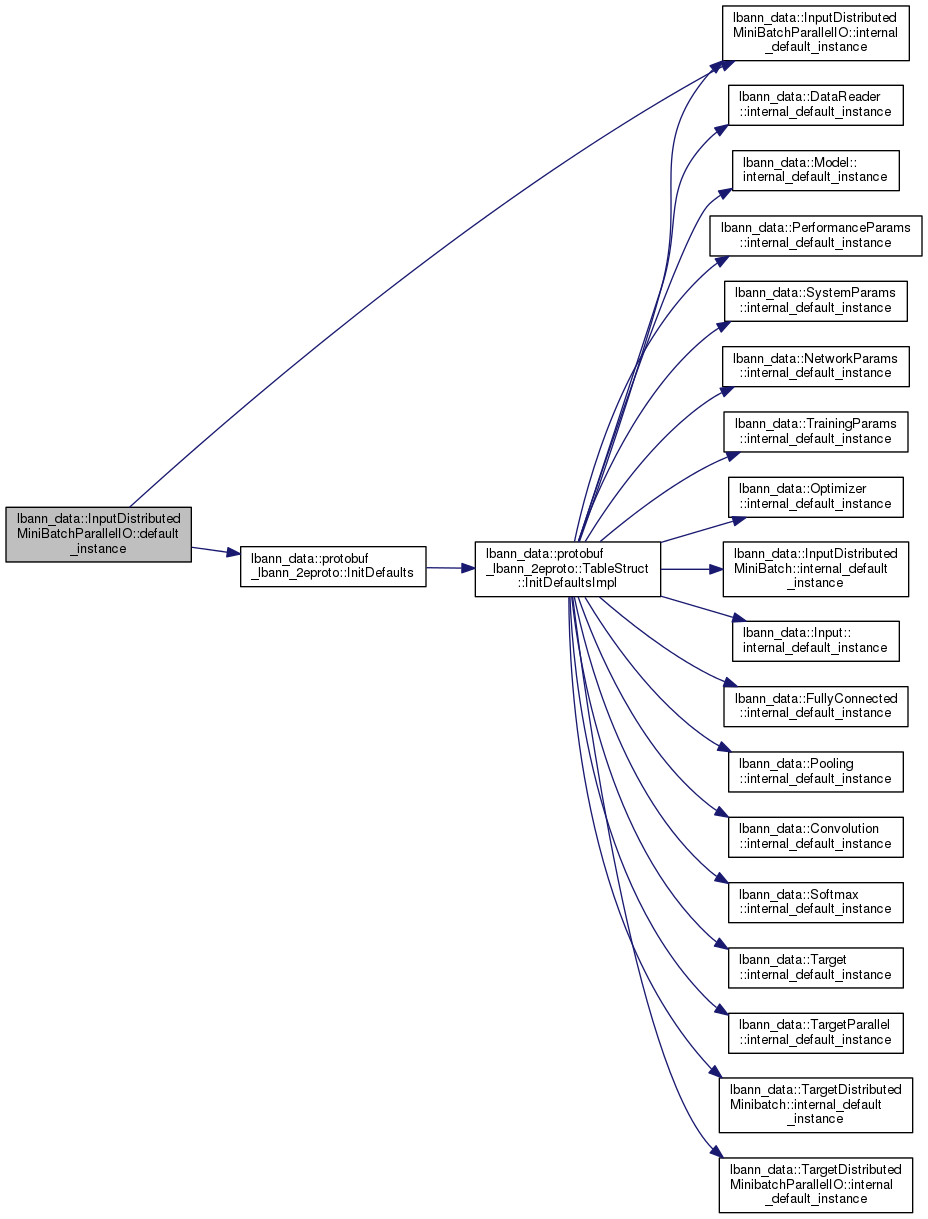 lbann_data::InputDistributed
MiniBatchParallelIO::internal
_default_instance
lbann_data::DataReader
::internal_default_instance
lbann_data::Model::
internal_default_instance
lbann_data::PerformanceParams
::internal_default_instance
lbann_data::SystemParams
::internal_default_instance
lbann_data::NetworkParams
::internal_default_instance
lbann_data::TrainingParams
::internal_default_instance
lbann_data::Optimizer
::internal_default_instance
lbann_data::InputDistributed
MiniBatchParallelIO::default
_instance
lbann_data::protobuf
_lbann_2eproto::InitDefaults
lbann_data::protobuf
_lbann_2eproto::TableStruct
::InitDefaultsImpl
lbann_data::InputDistributed
MiniBatch::internal_default
_instance
lbann_data::Input::
internal_default_instance
lbann_data::FullyConnected
::internal_default_instance
lbann_data::Pooling
::internal_default_instance
lbann_data::Convolution
::internal_default_instance
lbann_data::Softmax
::internal_default_instance
lbann_data::Target
::internal_default_instance
lbann_data::TargetParallel
::internal_default_instance
lbann_data::TargetDistributed
Minibatch::internal_default
_instance
lbann_data::TargetDistributed
MinibatchParallelIO::internal
_default_instance